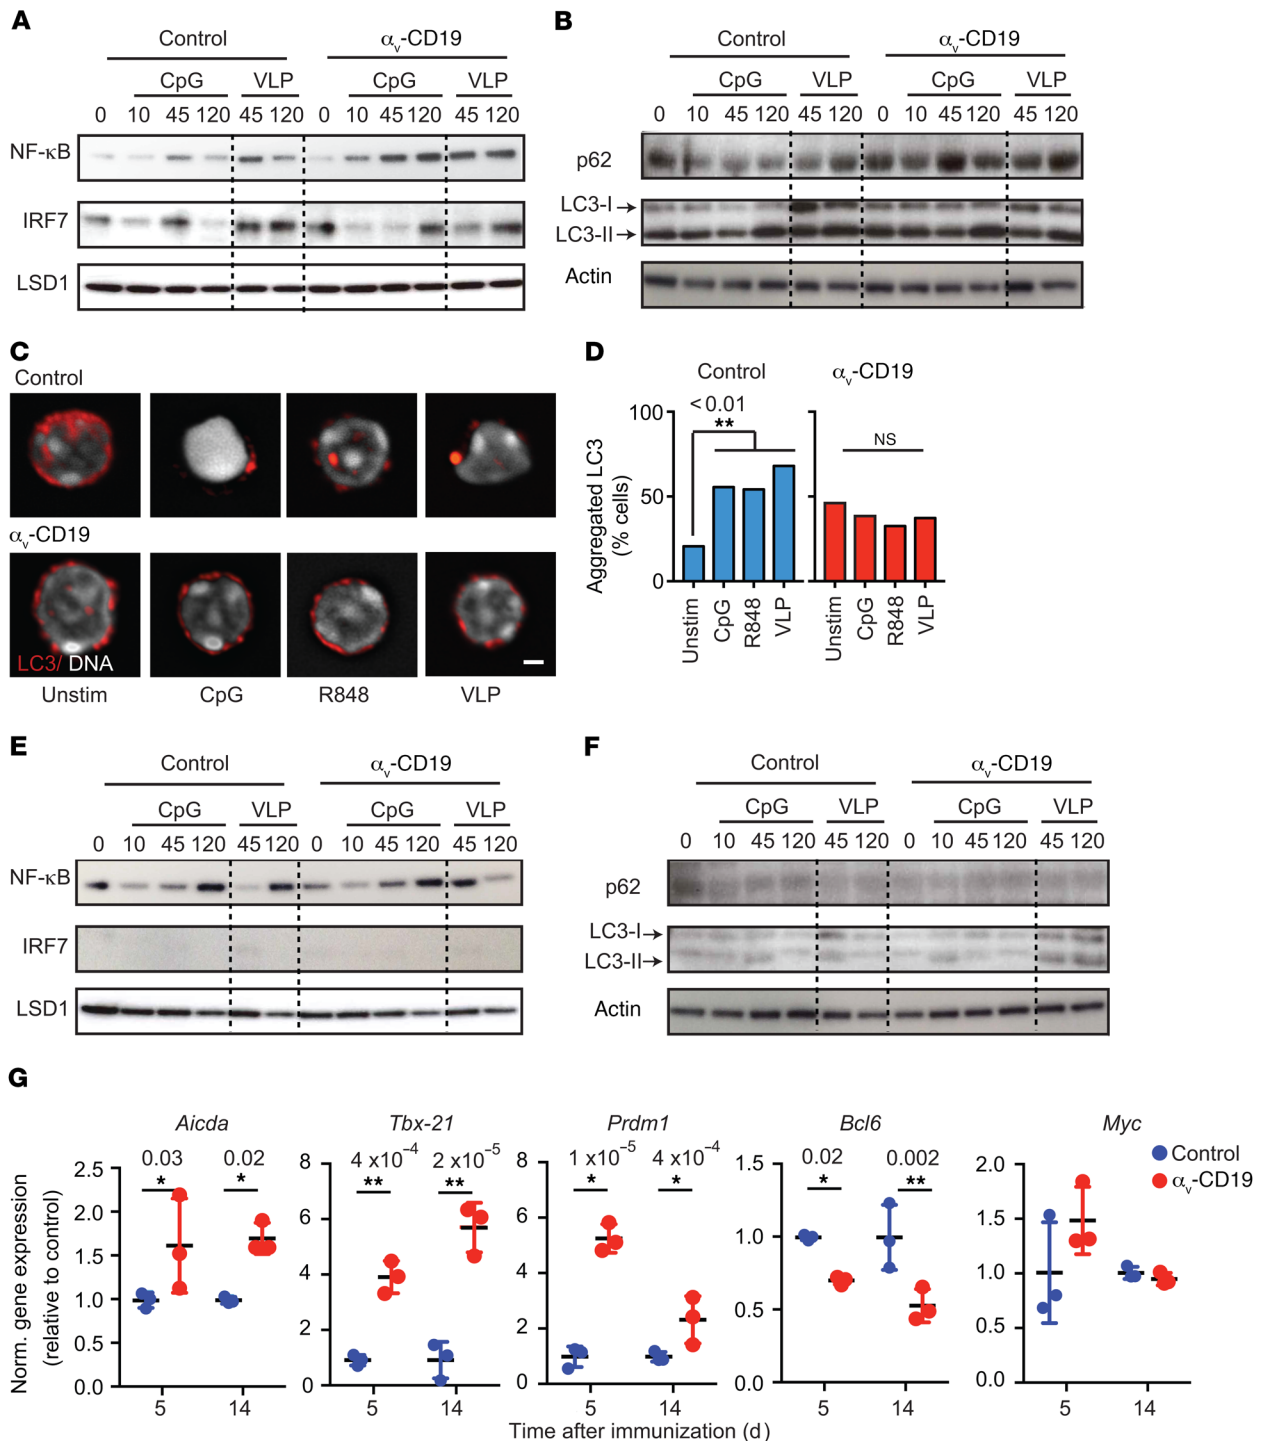 A
Control
αv-CD19
CpG
VLP
CpG
VLP
0 10 45 120 45 120 0 10 45 120 45 120
NF-κB
IRF7
LSD1
B
Control
αv-CD19
CpG
VLP
CpG
VLP
0 10 45 120 45 120 0 10 45 120 45 120
p62
LC3-I
LC3-II
Actin
C
Control
αv-CD19
LC3/ DNA
Unstim CpG R848 VLP
D
Control
αv-CD19
< 0.01
**
NS
100
50
0
Aggregated LC3
(% cells)
Unstim CpG R848 VLP Unstim CpG R848 VLP
E
Control
αv-CD19
CpG
VLP
CpG
VLP
0 10 45 120 45 120 0 10 45 120 45 120
NF-κB
IRF7
LSD1
F
Control
αv-CD19
CpG
VLP
CpG
VLP
0 10 45 120 45 120 0 10 45 120 45 120
p62
LC3-I
LC3-II
Actin
G
Norm. gene expression
(relative to control)
Aicda
0.03 0.02
* *
2.5
2.0
1.5
1.0
0.5
0.0
5 14
Tbx-21
4 x10⁻⁴ 2 x10⁻⁵
** **
8
6
4
2
0
5 14
Prdm1
1 x10⁻⁵ 4 x10⁻⁴
* *
8
6
4
2
0
5 14
Bcl6
0.02 0.002
* **
1.5
1.0
0.5
0.0
5 14
Myc
2.0
1.5
1.0
0.5
0.0
5 14
Control
αv-CD19
Time after immunization (d)